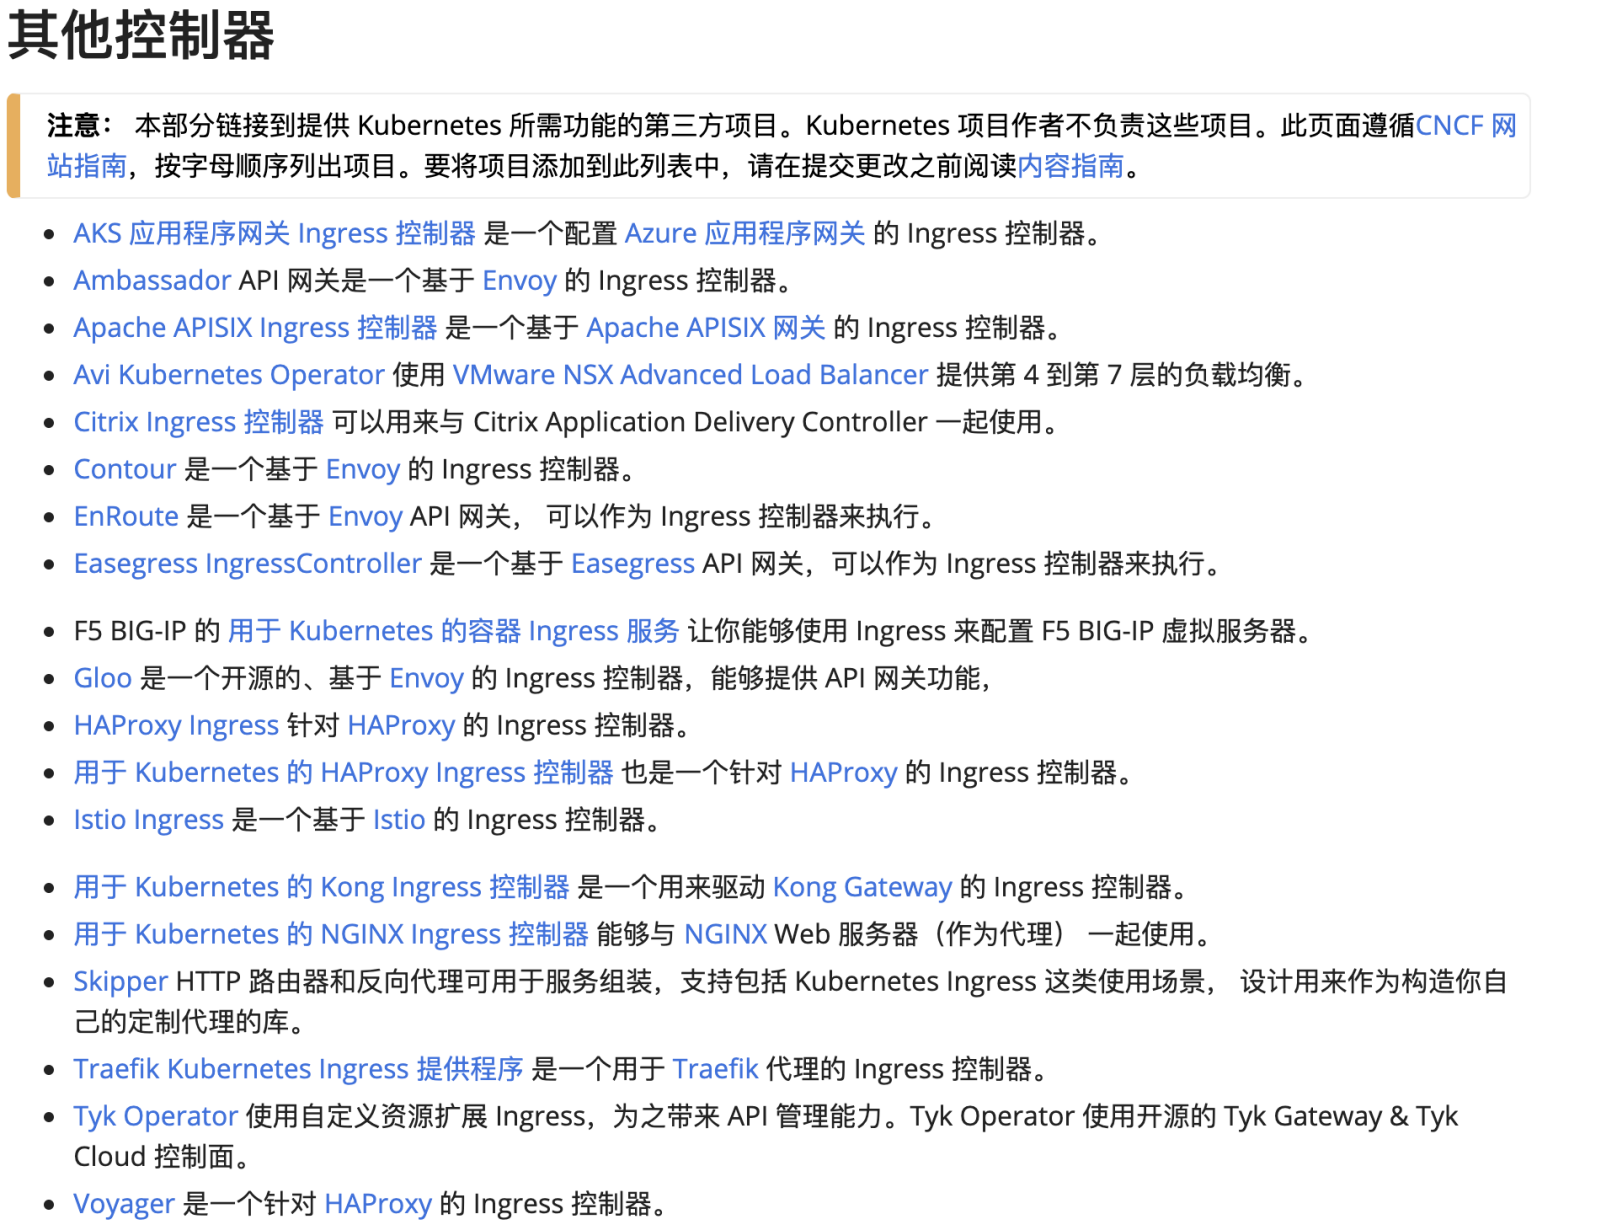 其他控制器
注意： 本部分链接到提供 Kubernetes 所需功能的第三方项目。Kubernetes 项目作者不负责这些项目。此页面遵循CNCF 网
站指南，按字母顺序列出项目。要将项目添加到此列表中，请在提交更改之前阅读内容指南。
• AKS 应用程序网关 Ingress 控制器 是一个配置 Azure 应用程序网关 的 Ingress 控制器。
• Ambassador API 网关是一个基于 Envoy 的 Ingress 控制器。
• Apache APISIX Ingress 控制器 是一个基于 Apache APISIX 网关 的 Ingress 控制器。
• Avi Kubernetes Operator 使用 VMware NSX Advanced Load Balancer 提供第 4 到第 7 层的负载均衡。
• Citrix Ingress 控制器 可以用来与 Citrix Application Delivery Controller 一起使用。
• Contour 是一个基于 Envoy 的 Ingress 控制器。
• EnRoute 是一个基于 Envoy API 网关， 可以作为 Ingress 控制器来执行。
• Easegress IngressController 是一个基于 Easegress API 网关，可以作为 Ingress 控制器来执行。
• F5 BIG-IP 的 用于 Kubernetes 的容器 Ingress 服务 让你能够使用 Ingress 来配置 F5 BIG-IP 虚拟服务器。
• Gloo 是一个开源的、基于 Envoy 的 Ingress 控制器，能够提供 API 网关功能，
• HAProxy Ingress 针对 HAProxy 的 Ingress 控制器。
• 用于 Kubernetes 的 HAProxy Ingress 控制器 也是一个针对 HAProxy 的 Ingress 控制器。
• Istio Ingress 是一个基于 Istio 的 Ingress 控制器。
• 用于 Kubernetes 的 Kong Ingress 控制器 是一个用来驱动 Kong Gateway 的 Ingress 控制器。
• 用于 Kubernetes 的 NGINX Ingress 控制器 能够与 NGINX Web 服务器（作为代理） 一起使用。
• Skipper HTTP 路由器和反向代理可用于服务组装，支持包括 Kubernetes Ingress 这类使用场景， 设计用来作为构造你自
己的定制代理的库。
• Traefik Kubernetes Ingress 提供程序 是一个用于 Traefik 代理的 Ingress 控制器。
• Tyk Operator 使用自定义资源扩展 Ingress，为之带来 API 管理能力。Tyk Operator 使用开源的 Tyk Gateway & Tyk
Cloud 控制面。
• Voyager 是一个针对 HAProxy 的 Ingress 控制器。